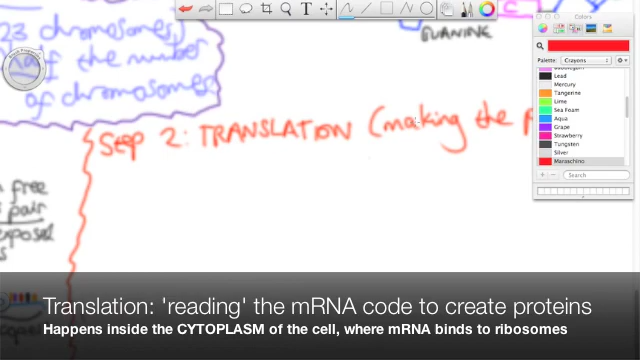 23 chromosomes,
half the number
of chromosomes
GUANINE
Step 2: TRANSLATION (making the p
free
pair
exposed
Colors
Palette: Crayons
Lead
Mercury
Tangerine
Lime
Sea Foam
Aqua
Grape
Strawberry
Tungsten
Silver
Maraschino
Search
Translation: 'reading' the mRNA code to create proteins
Happens inside the CYTOPLASM of the cell, where mRNA binds to ribosomes